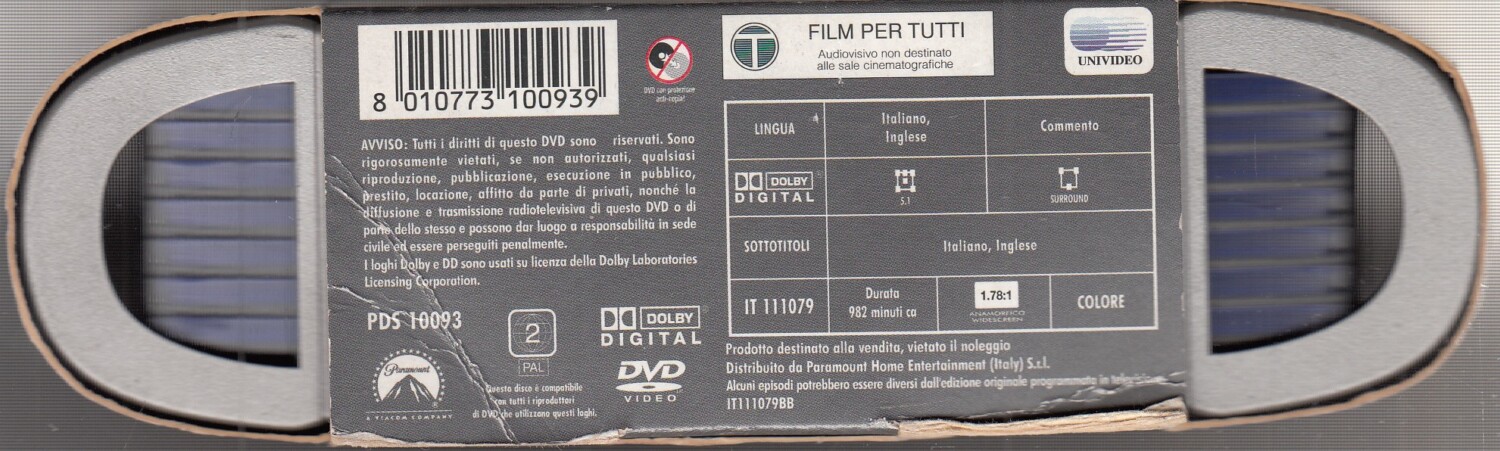 8 010773 100939
DVD con protezione
anti-copia!
AVVISO: Tutti i diritti di questo DVD sono riservati. Sono
rigorosamente vietati, se non autorizzati, qualsiasi
riproduzione, pubblicazione, esecuzione in pubblico,
prestito, locazione, affitto da parte di privati, nonché la
diffusione e trasmissione radiotelevisiva di questo DVD o di
parte dello stesso e possono dar luogo a responsabilità in sede
civile ed essere perseguiti penalmente.
I loghi Dolby e DD sono usati su licenza della Dolby Laboratories
Licensing Corporation.
PDS 10093
2
PAL
DOLBY
DIGITAL
Paramount
A VIACOM COMPANY
Questo disco è compatibile
con tutti i riproduttori
di DVD che utilizzano questi loghi.
DVD
VIDEO
T
FILM PER TUTTI
Audiovisivo non destinato
alle sale cinematografiche
UNIVIDEO
LINGUA
Italiano,
Inglese
Commento
DOLBY
DIGITAL
5.1
SURROUND
SOTTOTITOLI
Italiano, Inglese
IT 111079
Durata
982 minuti ca
1.78:1
ANAMORFICO
WIDESCREEN
COLORE
Prodotto destinato alla vendita, vietato il noleggio
Distribuito da Paramount Home Entertainment (Italy) S.r.l.
Alcuni episodi potrebbero essere diversi dall'edizione originale programmata in
IT111079BB